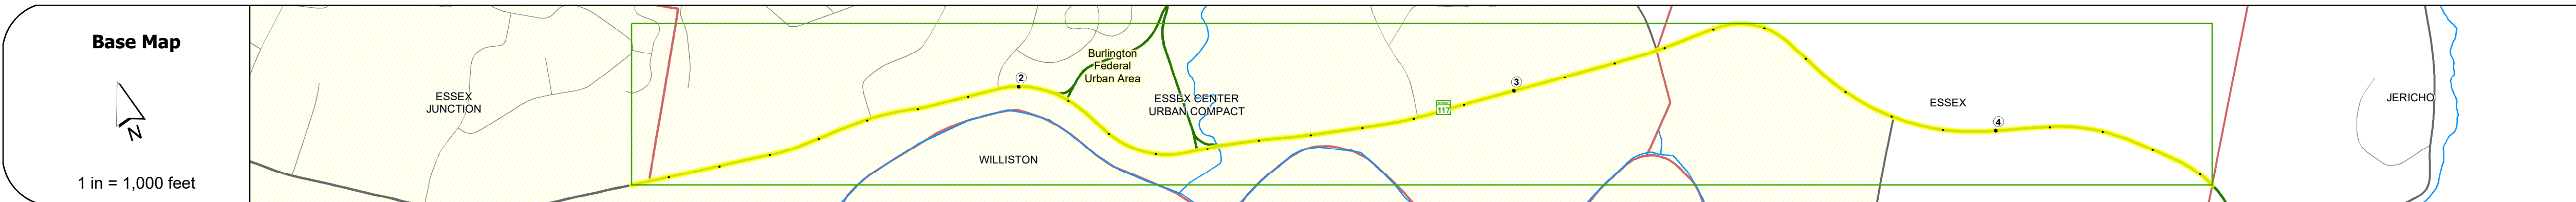 Base Map
N
1 in = 1,000 feet
ESSEX
JUNCTION
2
Burlington
Federal
Urban Area
ESSEX CENTER
URBAN COMPACT
WILLISTON
117
3
ESSEX
4
JERICHO